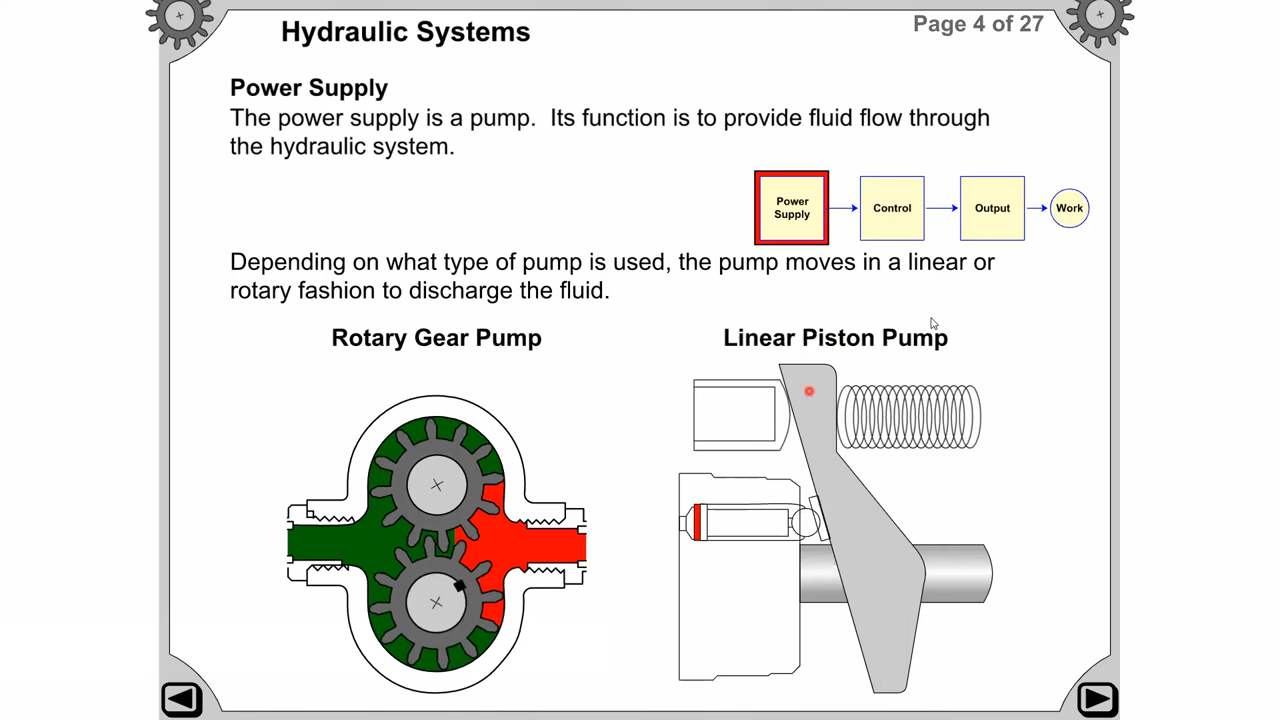 Hydraulic Systems
Page 4 of 27
Power Supply
The power supply is a pump.  Its function is to provide fluid flow through
the hydraulic system.
Power
Supply
Control
Output
Work
Depending on what type of pump is used, the pump moves in a linear or
rotary fashion to discharge the fluid.
Rotary Gear Pump
Linear Piston Pump